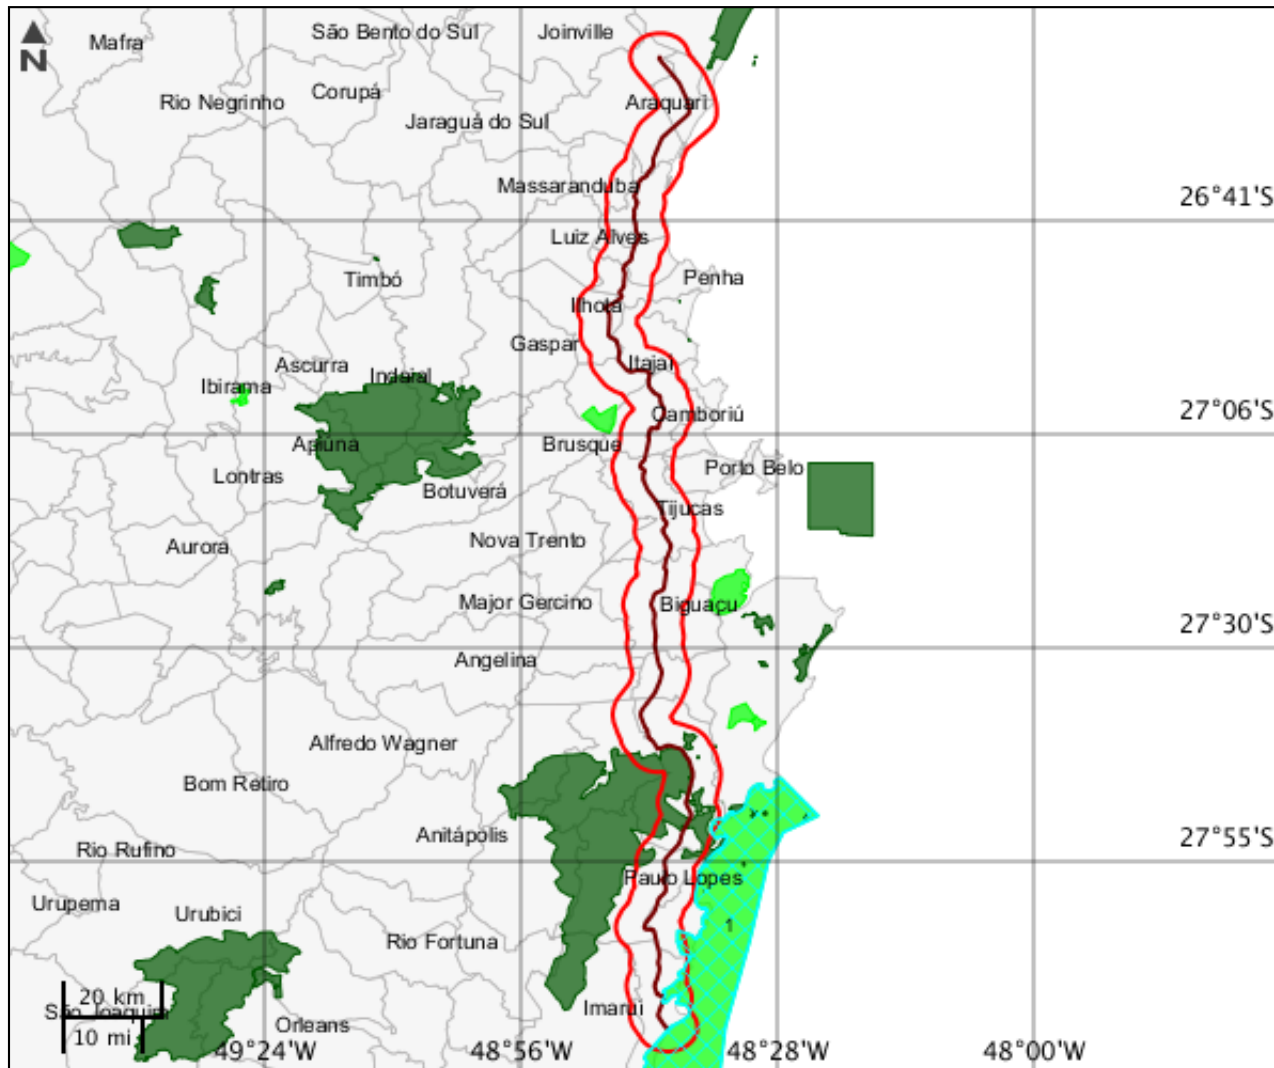 São Bento do Sul
Joinville
Mafra
N
Corupá
Rio Negrinho
Araquari
Jaraguá do Sul
Massaranduba
26°41'S
Luiz Alves
Timbó
Penha
Ilhota
Gaspar
Ascurra
Itajaí
Indaial
Ibirama
Camboriú
27°06'S
Apiúna
Brusque
Porto Belo
Lontras
Botuverá
Tijucas
Nova Trento
Aurora
Major Gercino
Biguaçu
27°30'S
Angelina
Alfredo Wagner
Bom Retiro
Anitápolis
27°55'S
Rio Rufino
Paulo Lopes
Urupema
Urubici
1
Rio Fortuna
20 km
São Joaquim
Imaruí
Orleans
10 mi
49°24'W
48°56'W
48°28'W
48°00'W